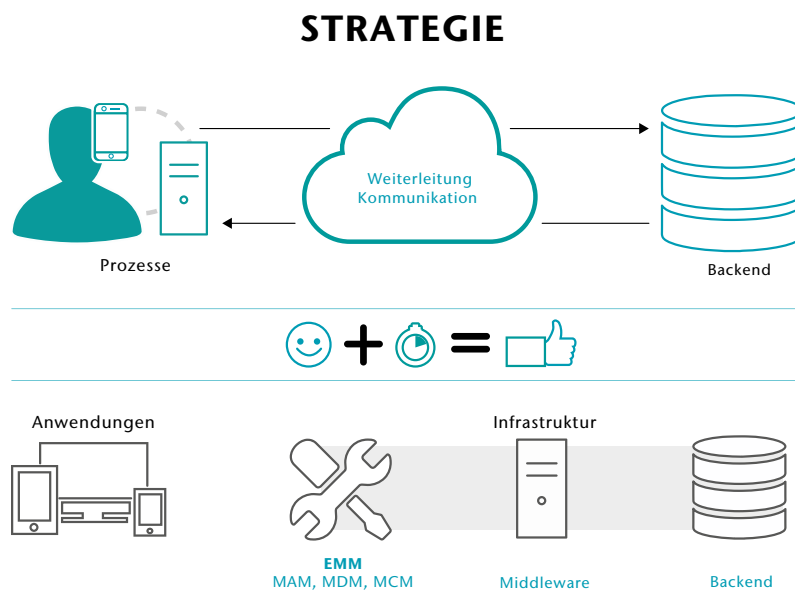 STRATEGIE
Weiterleitung
Kommunikation
Prozesse
Backend
Anwendungen
Infrastruktur
EMM
MAM, MDM, MCM
Middleware
Backend